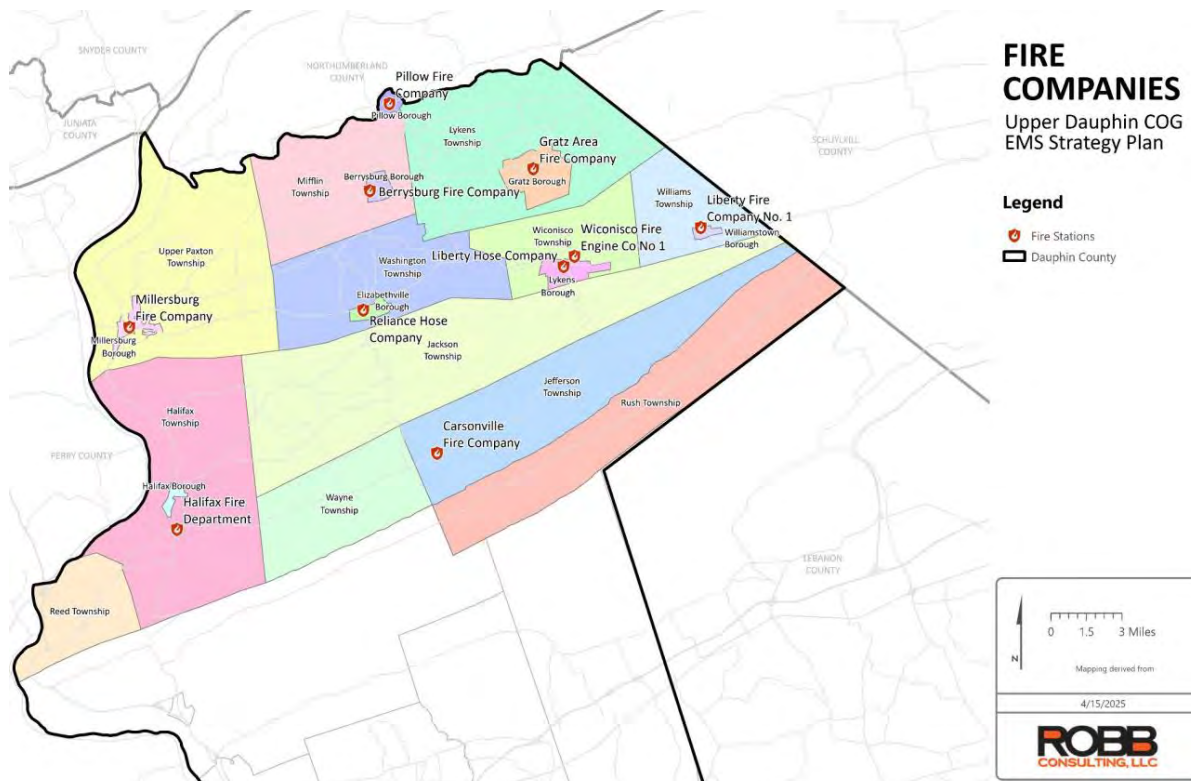 FIRE
COMPANIES
Upper Dauphin COG
EMS Strategy Plan
Legend
Fire Stations
Dauphin County
SNYDER COUNTY
NORTHUMBERLAND
COUNTY
JUNIATA
COUNTY
SCHUYLKILL
COUNTY
PERRY COUNTY
LEBANON
COUNTY
Pillow Fire
Company
Pillow Borough
Lykens
Township
Gratz Area
Fire Company
Gratz Borough
Mifflin
Township
Berrysburg Borough
Berrysburg Fire Company
Williams
Township
Liberty Fire
Company No. 1
Williamstown
Borough
Wiconisco
Township
Wiconisco Fire
Engine Co No 1
Liberty Hose Company
Lykens
Borough
Upper Paxton
Township
Washington
Township
Elizabethville
Borough
Reliance Hose
Company
Millersburg
Fire Company
Millersburg
Borough
Jackson
Township
Jefferson
Township
Rush Township
Halifax
Township
Carsonville
Fire Company
Halifax Borough
Halifax Fire
Department
Wayne
Township
Reed Township
N
0 1.5 3 Miles
Mapping derived from
4/15/2025
ROBB
CONSULTING, LLC